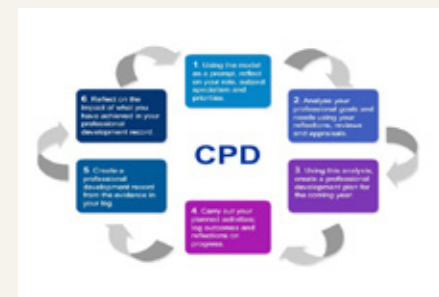 1 Using the model
as a prompt, reflect
on your role, subject
specialism and
priorities.
2 Analyse your
professional goals and
needs using your
reflections, reviews
and appraisals.
3 Using this analysis,
create a professional
development plan for
the coming year.
4 Carry out your
planned activities;
log outcomes and
reflections on
progress.
5 Create a
professional
development record
from the evidence in
your log.
6 Reflect on the
impact of what you
have achieved in your
professional
development record.
CPD